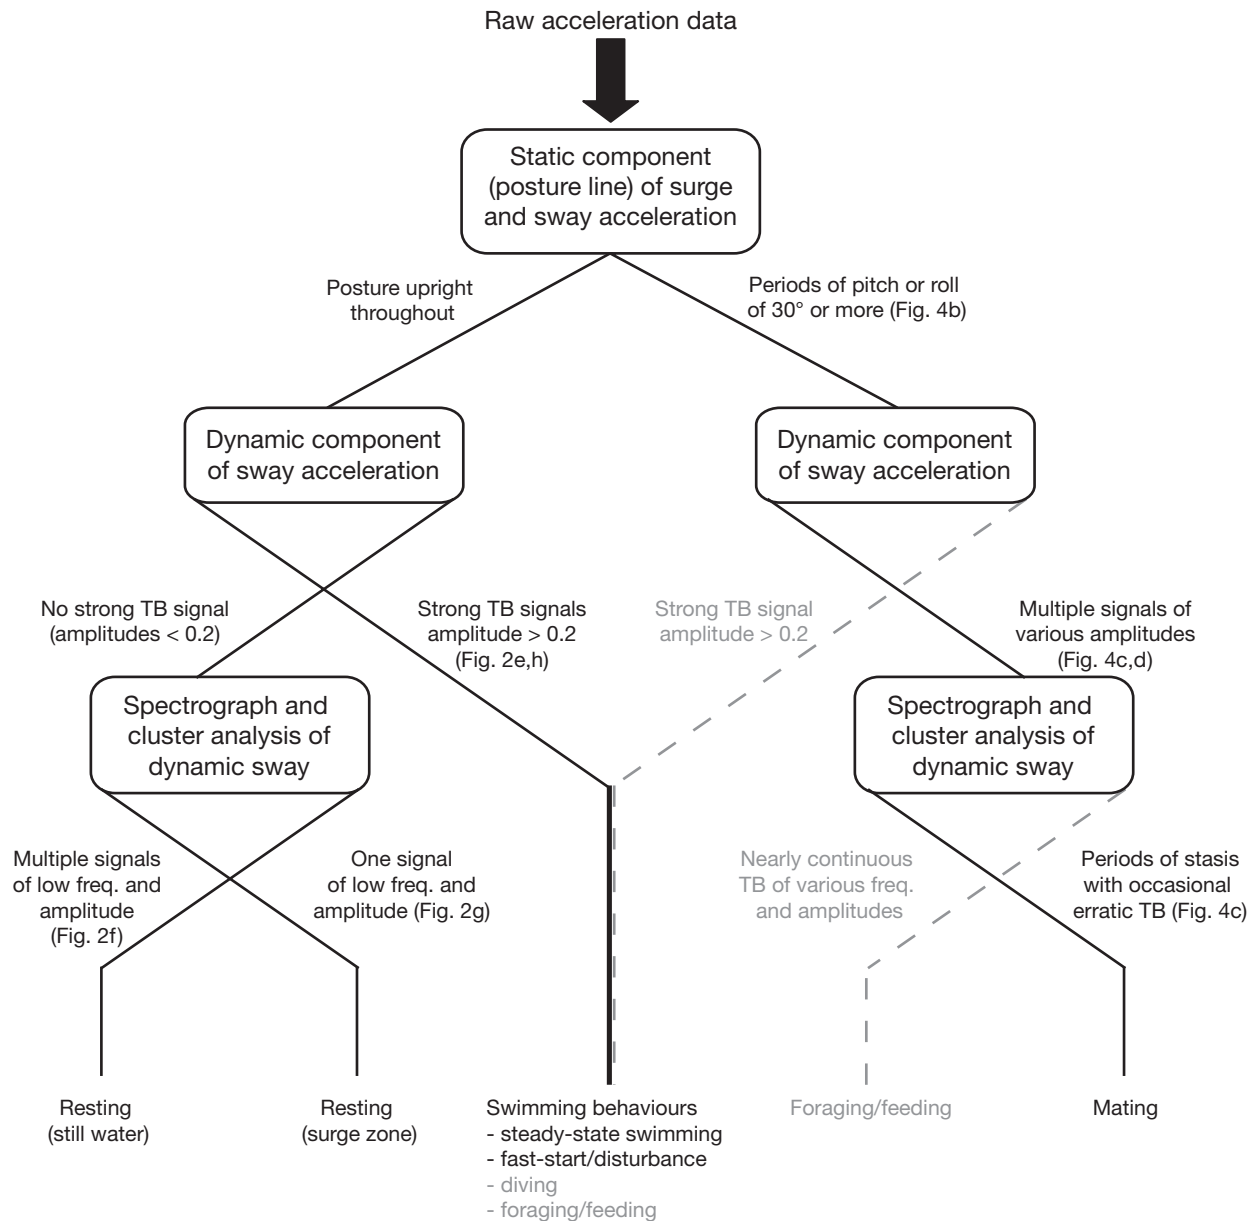 Raw acceleration data
Static component
(posture line) of surge
and sway acceleration
Posture upright
throughout
Periods of pitch or roll
of 30° or more (Fig. 4b)
Dynamic component
of sway acceleration
Dynamic component
of sway acceleration
No strong TB signal
(amplitudes < 0.2)
Strong TB signals
amplitude > 0.2
(Fig. 2e,h)
Strong TB signal
amplitude > 0.2
Multiple signals of
various amplitudes
(Fig. 4c,d)
Spectrograph and
cluster analysis of
dynamic sway
Spectrograph and
cluster analysis of
dynamic sway
Multiple signals
of low freq. and
amplitude
(Fig. 2f)
One signal
of low freq. and
amplitude (Fig. 2g)
Nearly continuous
TB of various freq.
and amplitudes
Periods of stasis
with occasional
erratic TB (Fig. 4c)
Resting
(still water)
Resting
(surge zone)
Swimming behaviours
- steady-state swimming
- fast-start/disturbance
- diving
- foraging/feeding
Foraging/feeding
Mating